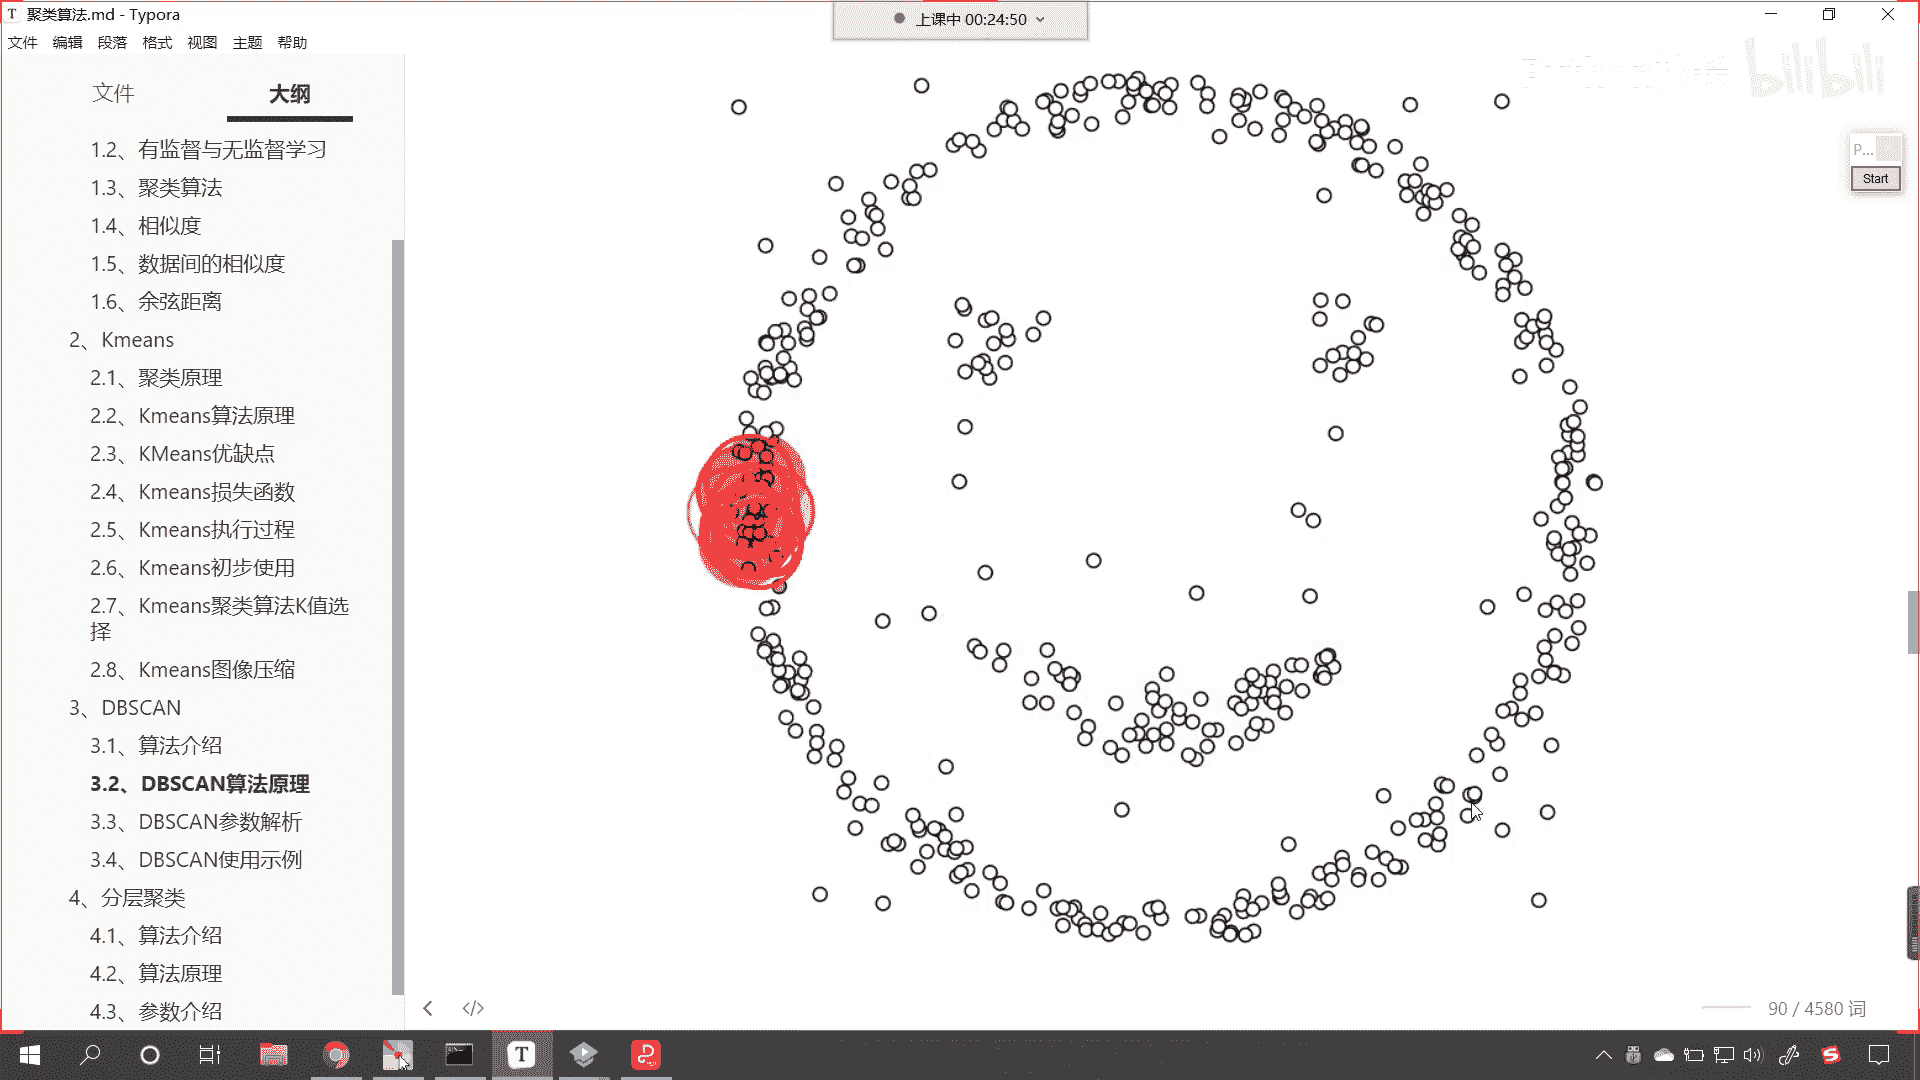 聚类算法.md - Typora
上课中 00:24:50
文件 编辑 段落 格式 视图 主题 帮助
bilibili
文件 大纲
P...
Start
1.2、有监督与无监督学习
1.3、聚类算法
1.4、相似度
1.5、数据间的相似度
1.6、余弦距离
2、Kmeans
2.1、聚类原理
2.2、Kmeans算法原理
2.3、KMeans优缺点
2.4、Kmeans损失函数
2.5、Kmeans执行过程
2.6、Kmeans初步使用
2.7、Kmeans聚类算法K值选
择
2.8、Kmeans图像压缩
3、DBSCAN
3.1、算法介绍
3.2、DBSCAN算法原理
3.3、DBSCAN参数解析
3.4、DBSCAN使用示例
4、分层聚类
4.1、算法介绍
4.2、算法原理
4.3、参数介绍
90 / 4580 词